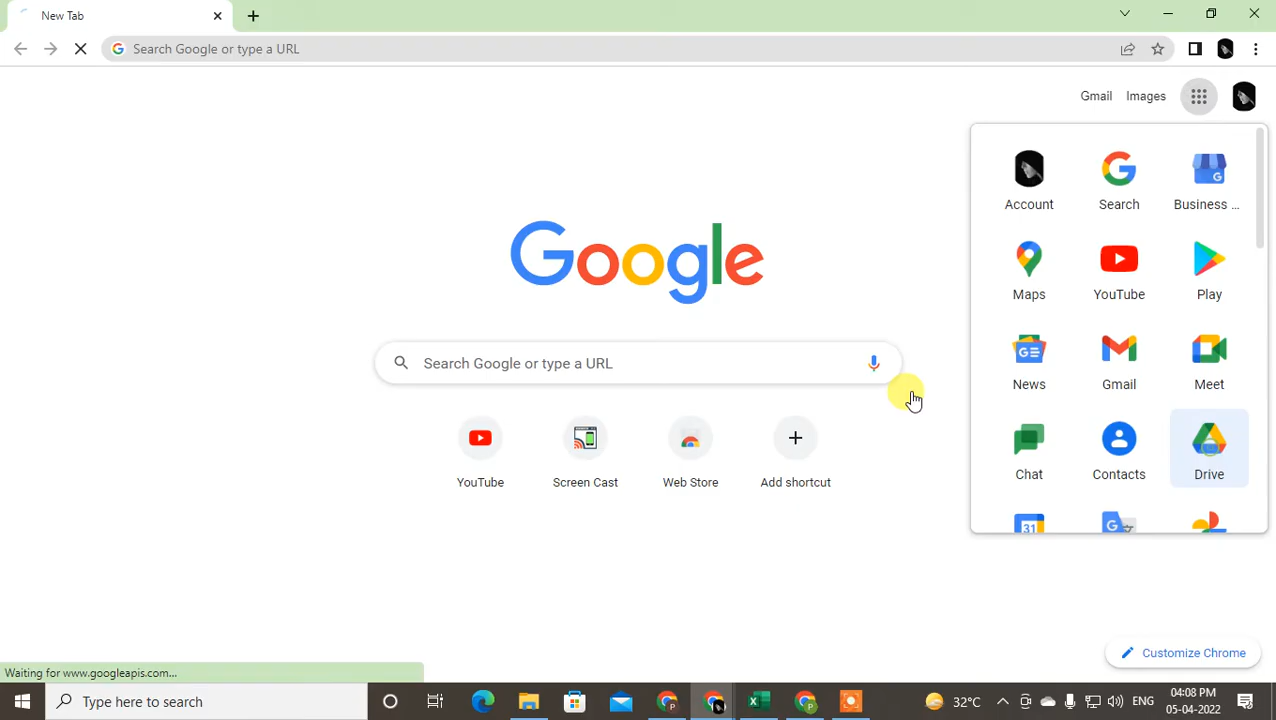 New Tab
Search Google or type a URL
Gmail Images
Account Search Business ...
Google
Maps YouTube Play
Search Google or type a URL
News Gmail Meet
Chat Contacts Drive
YouTube Screen Cast Web Store Add shortcut
31 G
Customize Chrome
Waiting for www.googleapis.com...
Type here to search
32°C ENG 04:08 PM
05-04-2022